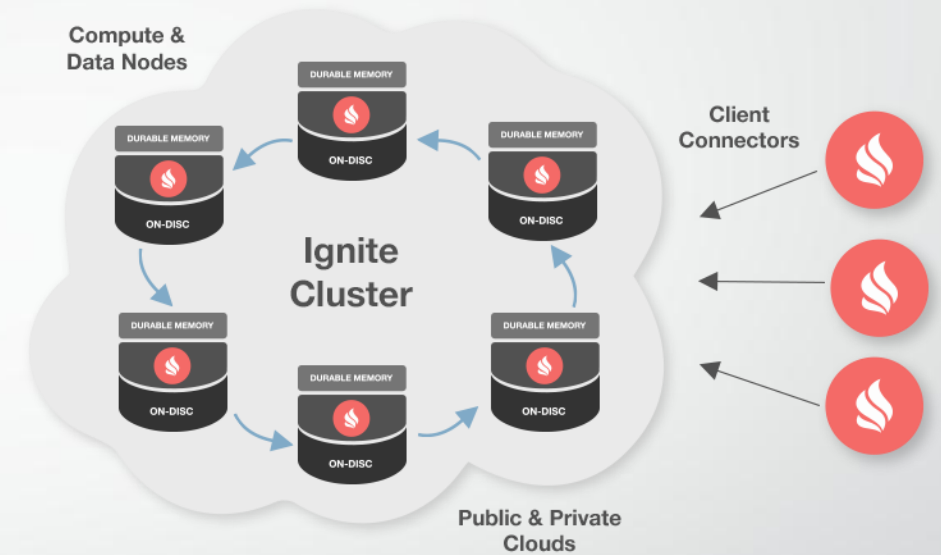 Compute &
Data Nodes
DURABLE MEMORY
ON-DISC
DURABLE MEMORY
ON-DISC
DURABLE MEMORY
ON-DISC
Client
Connectors
Ignite
Cluster
DURABLE MEMORY
ON-DISC
DURABLE MEMORY
ON-DISC
DURABLE MEMORY
ON-DISC
Public & Private
Clouds